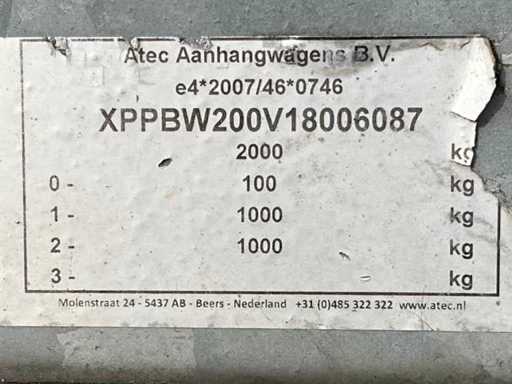 Atec Aanhangwagens B.V.
e4*2007/46*0746
XPPBW200V18006087
2000 kg
0 - 100 kg
1 - 1000 kg
2 - 1000 kg
3 - kg
Molenstraat 24 - 5437 AB - Beers - Nederland +31 (0)485 322 322 www.atec.nl